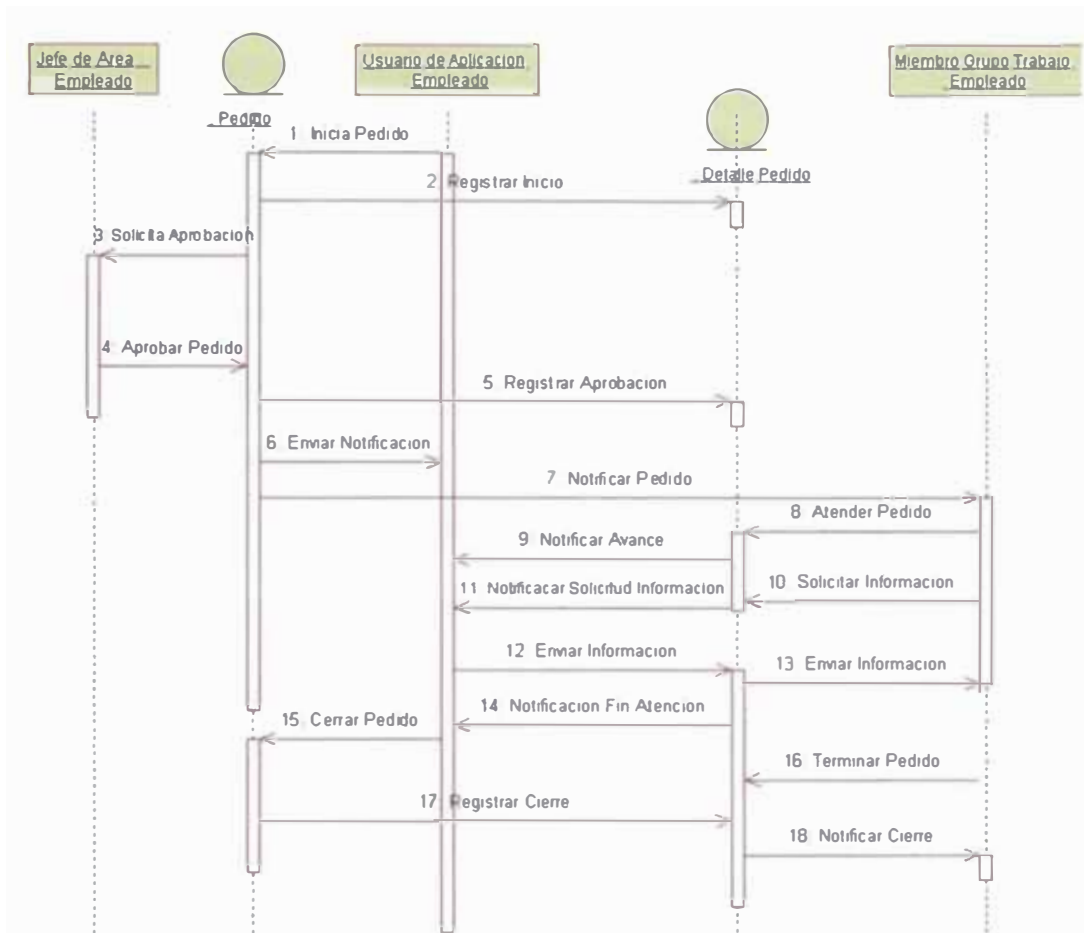 Jefe de Area
Empleado
Pedido
Usuario de Aplicacion
Empleado
Detalle Pedido
Miembro Grupo Trabajo
Empleado
1 Inicia Pedido
2 Registrar Inicio
3 Solicita Aprobacion
4 Aprobar Pedido
5 Registrar Aprobacion
6 Enviar Notificacion
7 Notificar Pedido
8 Atender Pedido
9 Notificar Avance
10 Solicitar Informacion
11 Notificacar Solicitud Informacion
12 Enviar Informacion
13 Enviar Informacion
14 Notificacion Fin Atencion
15 Cerrar Pedido
16 Terminar Pedido
17 Registrar Cierre
18 Notificar Cierre